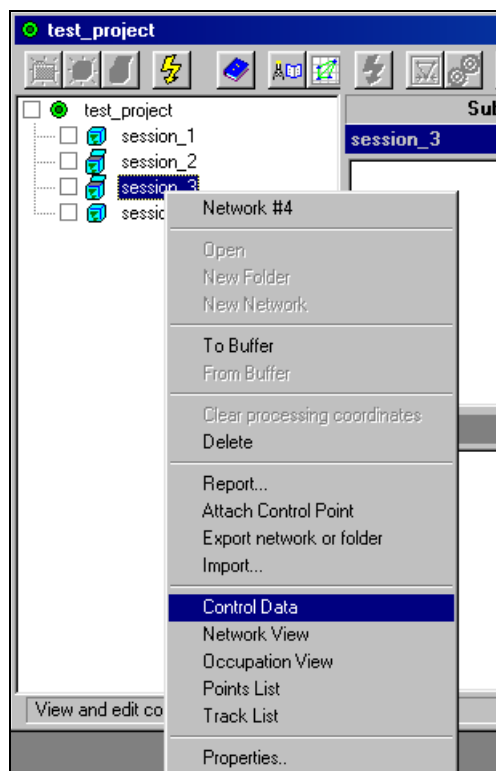 test_project
test_project
Sub
session_1
session_3
session_2
session_3
sessio
Network #4
Open
New Folder
New Network
To Buffer
From Buffer
Clear processing coordinates
Delete
Report...
Attach Control Point
Export network or folder
Import...
Control Data
Network View
Occupation View
Points List
Track List
View and edit co
Properties..